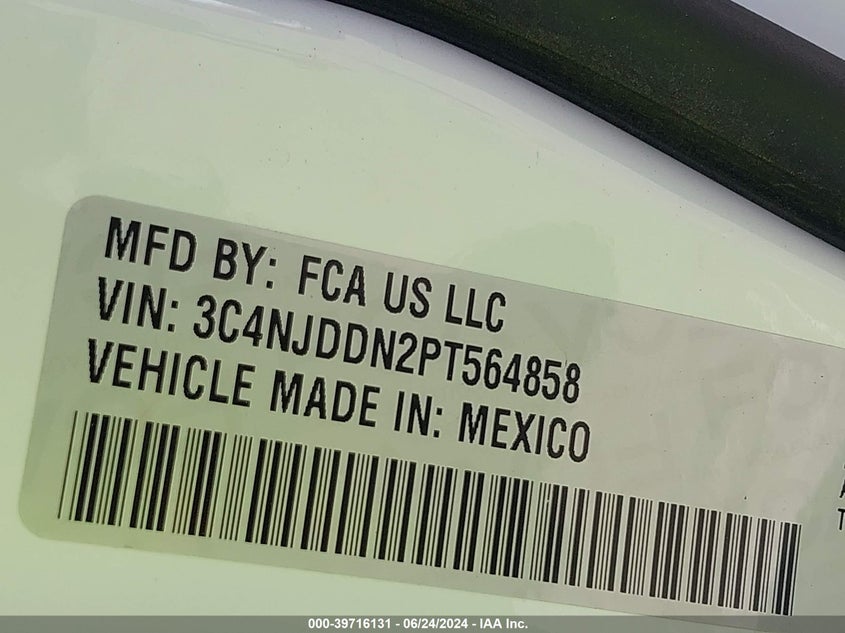 MFD BY: FCA US LLC
VIN: 3C4NJDDN2PT564858
VEHICLE MADE IN: MEXICO
000-39716131 - 06/24/2024 - IAA Inc.